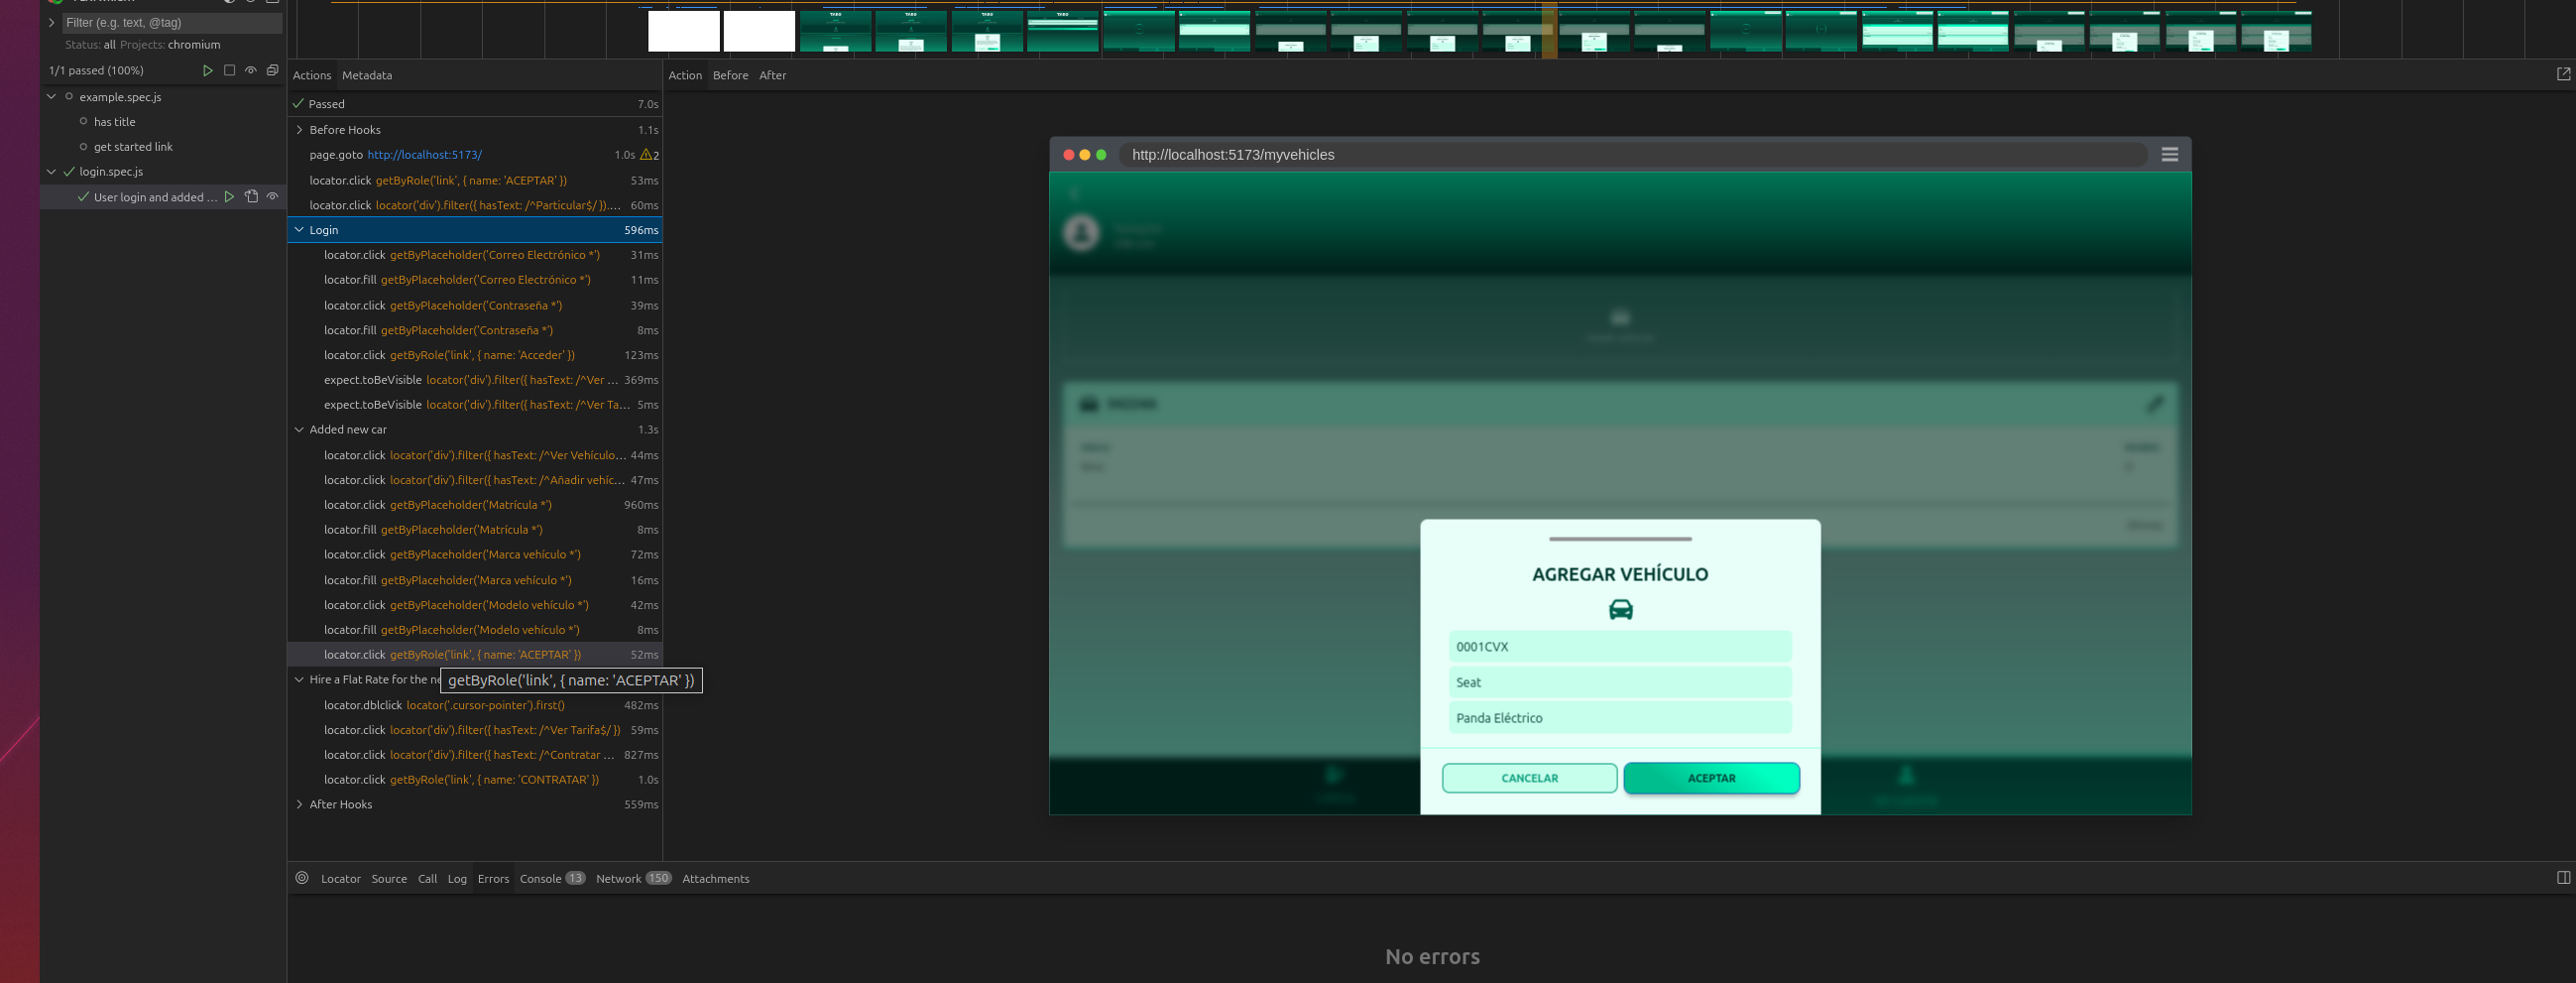 Filter (e.g. text, @tag)
Status: all Projects: chromium
1/1 passed (100%)
example.spec.js
has title
get started link
login.spec.js
User login and added ...
Actions Metadata
Passed 7.0s
Before Hooks 1.1s
page.goto http://localhost:5173/ 1.0s 2
locator.click getByRole('link', { name: 'ACEPTAR' }) 53ms
locator.click locator('div').filter({ hasText: /^Particular$/ }).... 60ms
Login 596ms
locator.click getByPlaceholder('Correo Electrónico *') 31ms
locator.fill getByPlaceholder('Correo Electrónico *') 11ms
locator.click getByPlaceholder('Contraseña *') 39ms
locator.fill getByPlaceholder('Contraseña *') 8ms
locator.click getByRole('link', { name: 'Acceder' }) 123ms
expect.toBeVisible locator('div').filter({ hasText: /^Ver ... 369ms
expect.toBeVisible locator('div').filter({ hasText: /^Ver Ta... 5ms
Added new car 1.3s
locator.click locator('div').filter({ hasText: /^Ver Vehículo... 44ms
locator.click locator('div').filter({ hasText: /^Añadir vehíc... 47ms
locator.click getByPlaceholder('Matrícula *') 960ms
locator.fill getByPlaceholder('Matrícula *') 8ms
locator.click getByPlaceholder('Marca vehículo *') 72ms
locator.fill getByPlaceholder('Marca vehículo *') 16ms
locator.click getByPlaceholder('Modelo vehículo *') 42ms
locator.fill getByPlaceholder('Modelo vehículo *') 8ms
locator.click getByRole('link', { name: 'ACEPTAR' }) 52ms
Hire a Flat Rate for the ne
getByRole('link', { name: 'ACEPTAR' })
locator.dblclick locator('.cursor-pointer').first() 482ms
locator.click locator('div').filter({ hasText: /^Ver Tarifa$/ }) 59ms
locator.click locator('div').filter({ hasText: /^Contratar ... 827ms
locator.click getByRole('link', { name: 'CONTRATAR' }) 1.0s
After Hooks 559ms
Action Before After
http://localhost:5173/myvehicles
AGREGAR VEHÍCULO
0001CVX
Seat
Panda Eléctrico
CANCELAR ACEPTAR
Locator Source Call Log Errors Console 13 Network 150 Attachments
No errors